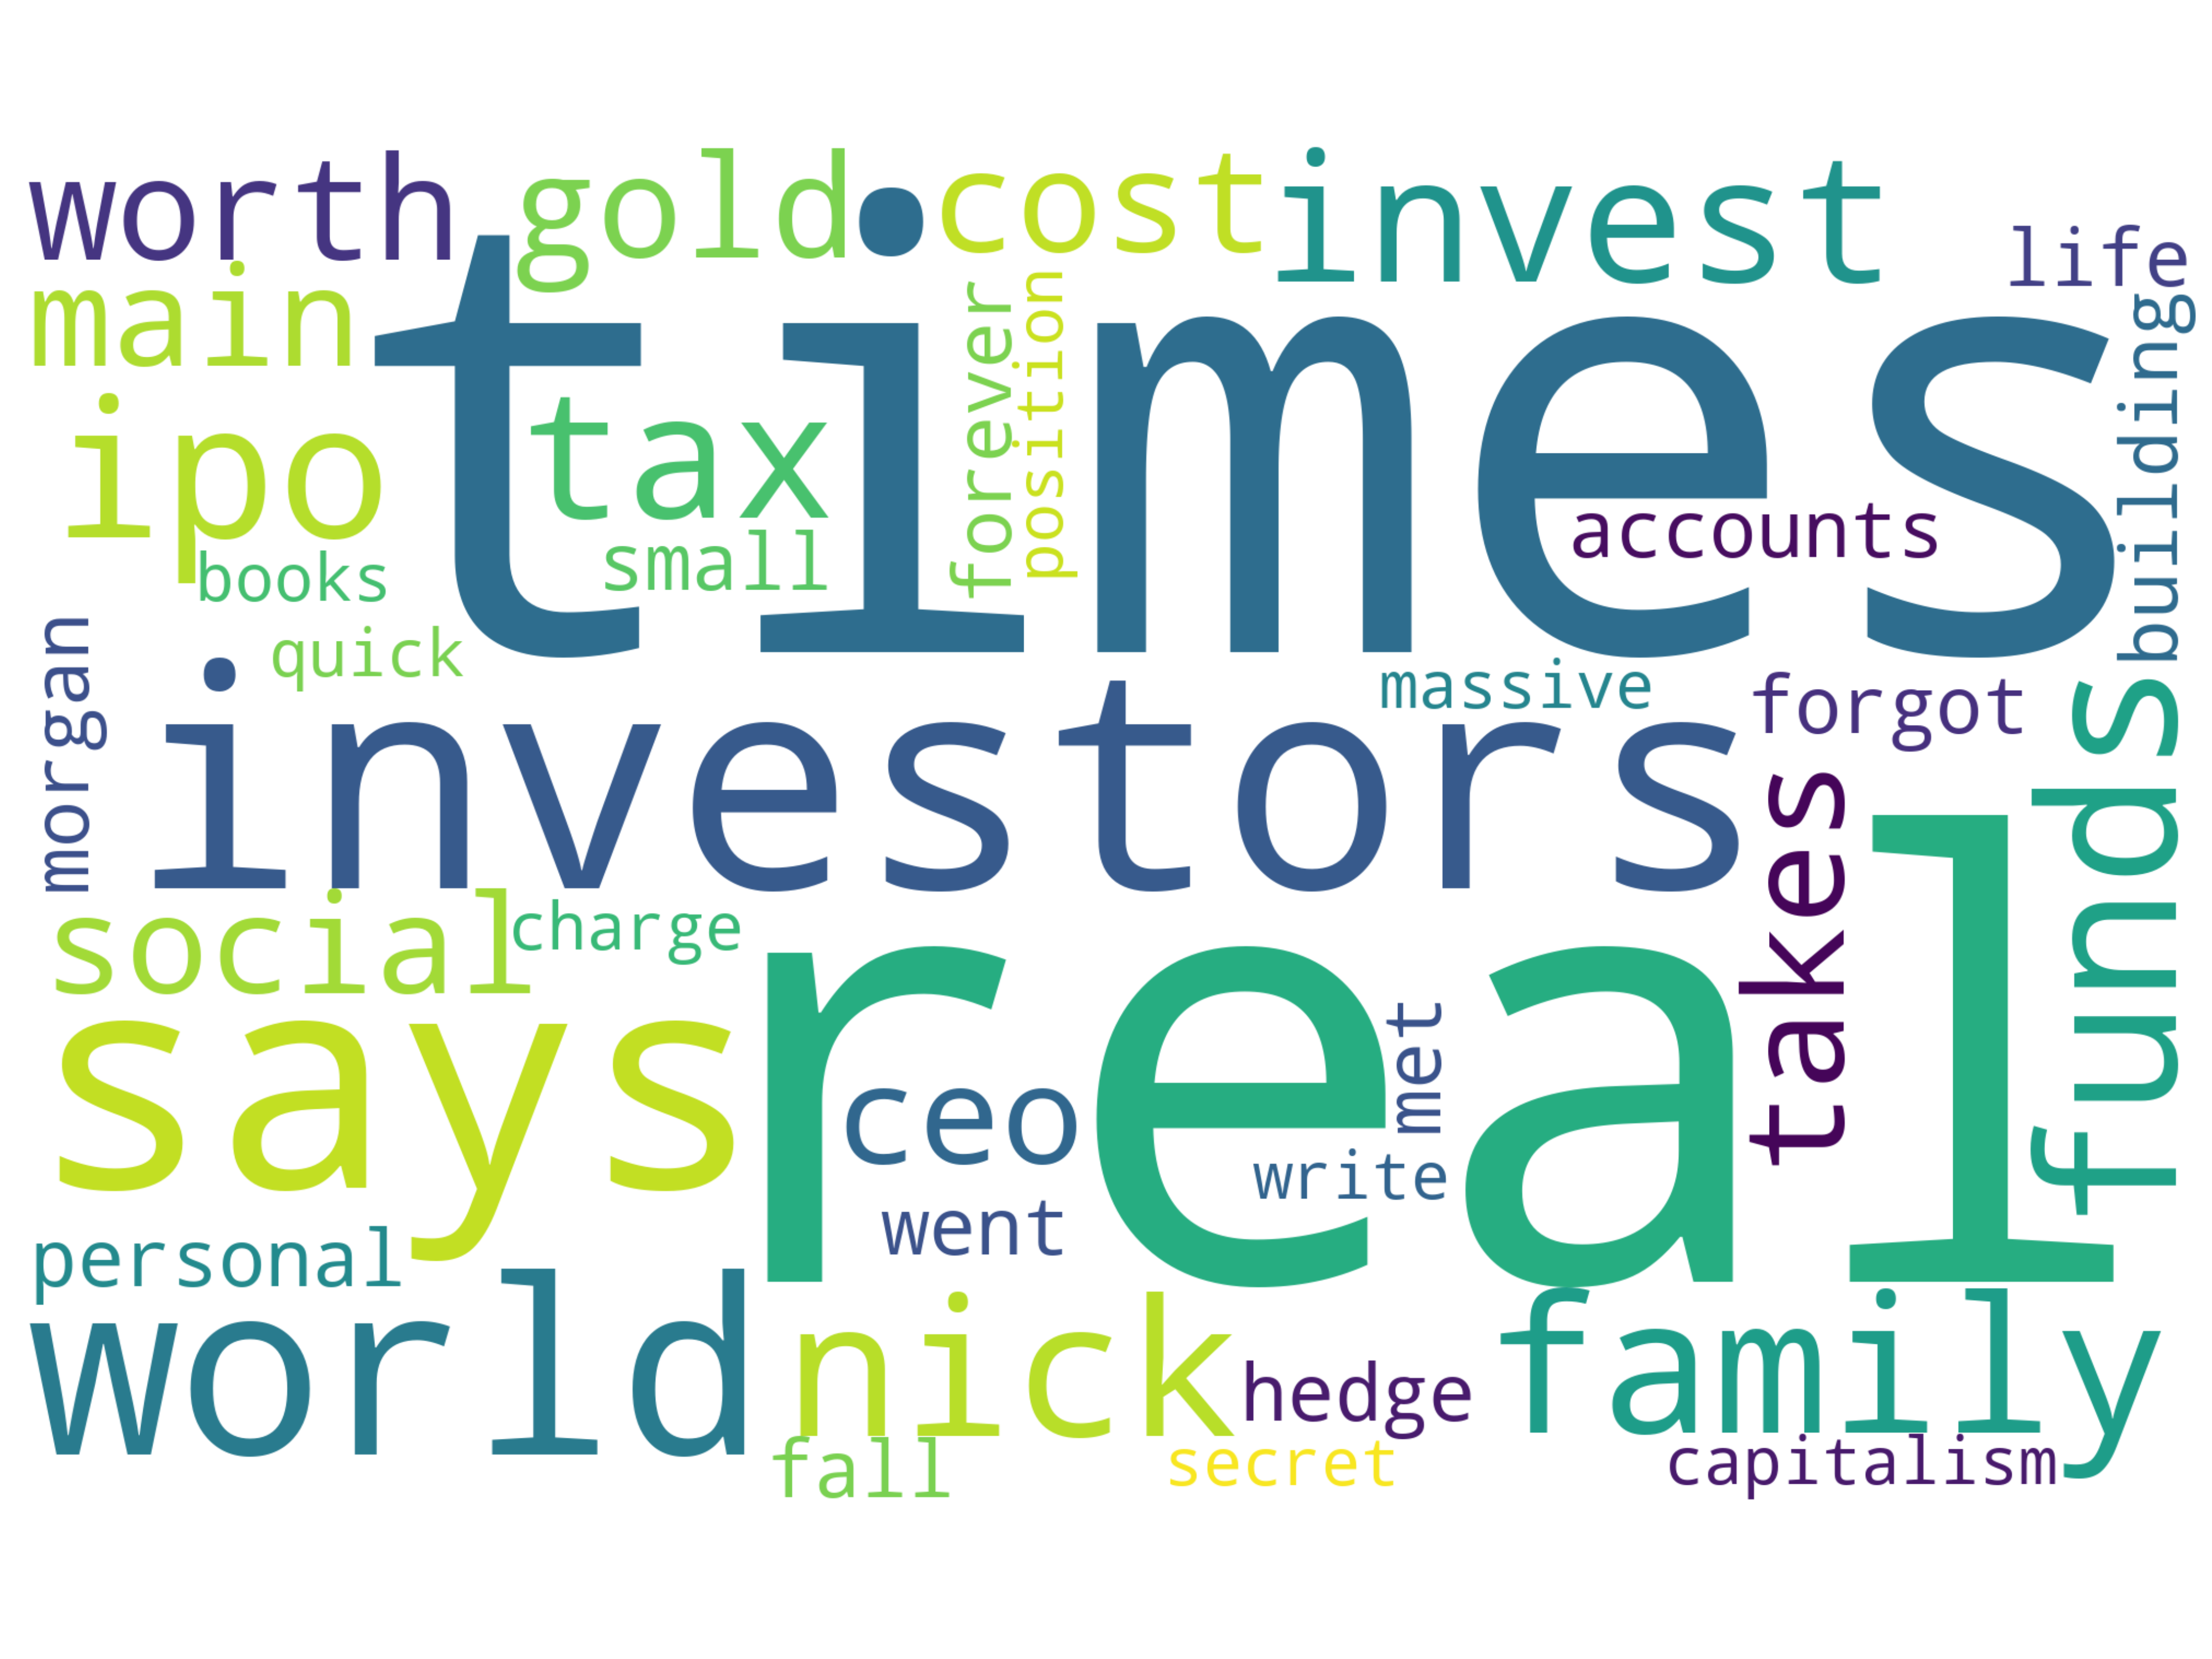 worth
gold
cost
invest
life
main
times
building
ipo
tax
forever
position
accounts
books
small
quick
morgan
investors
massive
forgot
funds
social
charge
real
takes
says
ceo
met
write
went
personal
world
nick
hedge
family
fall
secret
capitalism